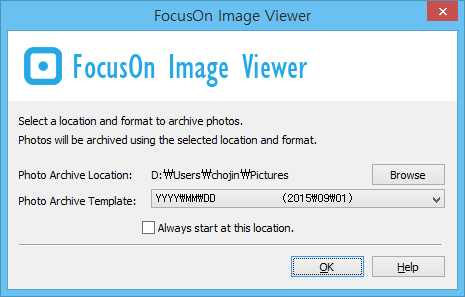 FocusOn Image Viewer
FocusOn Image Viewer
Select a location and format to archive photos.
Photos will be archived using the selected location and format.
Photo Archive Location: D:₩Users₩chojin₩Pictures Browse
Photo Archive Template: YYYY₩MM₩DD (2015₩09₩01)
Always start at this location.
OK Help